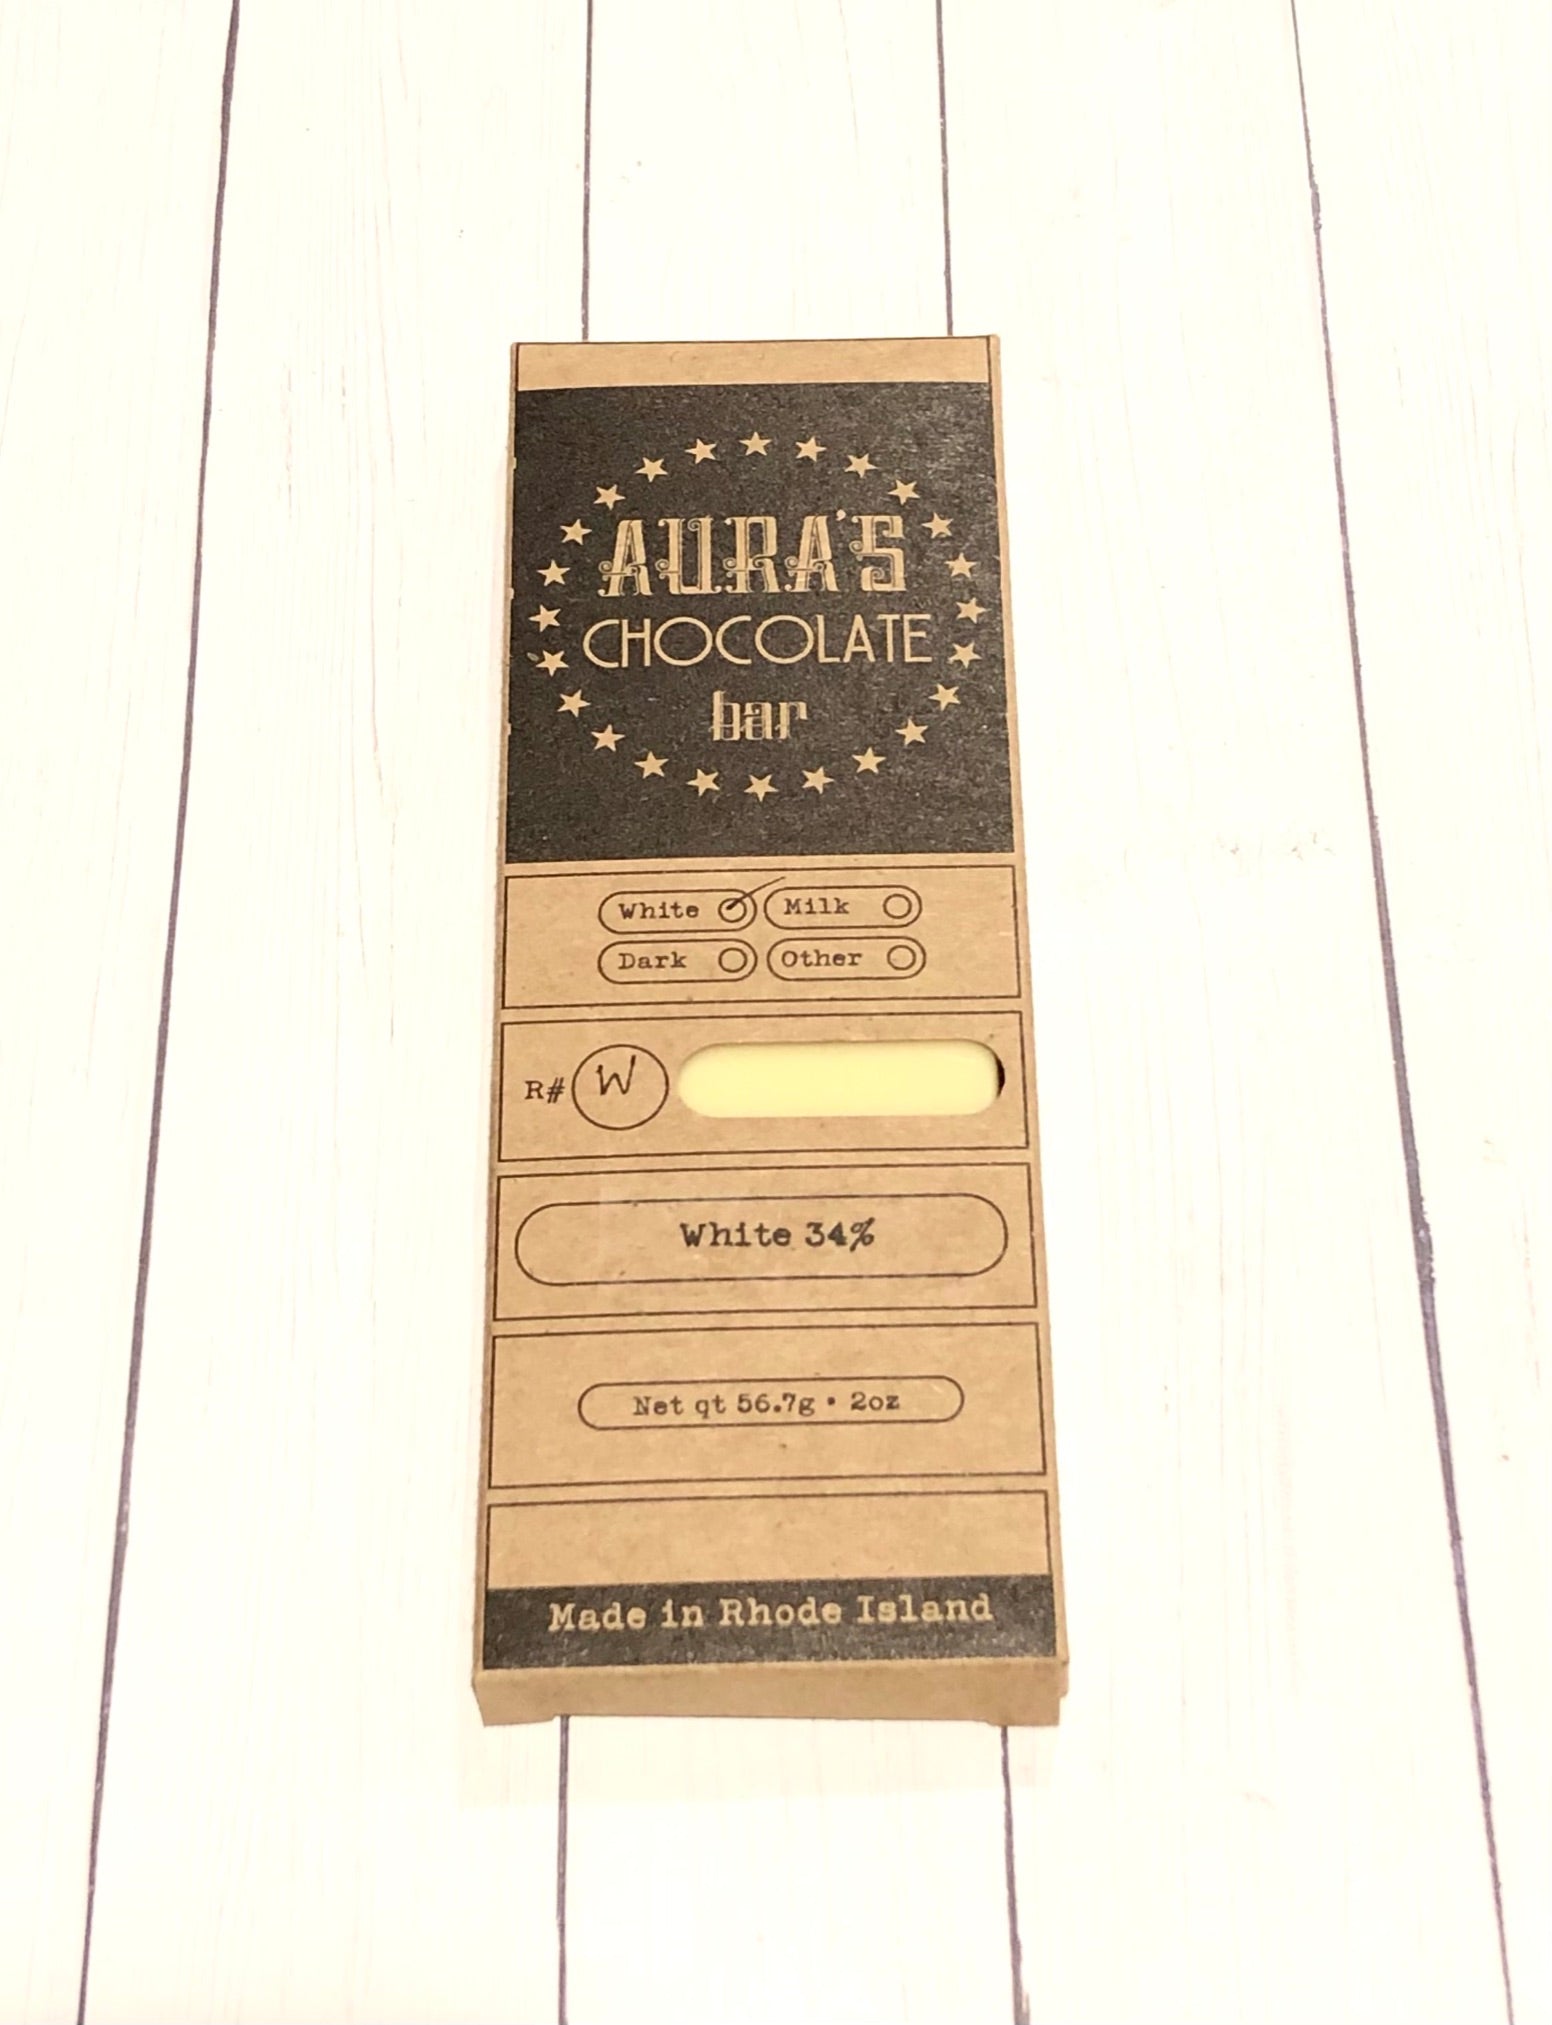 AURA'S
CHOCOLATE
bar
White Milk
Dark Other
R# W
White 34%
Net qt 56.7g • 2oz
Made in Rhode Island